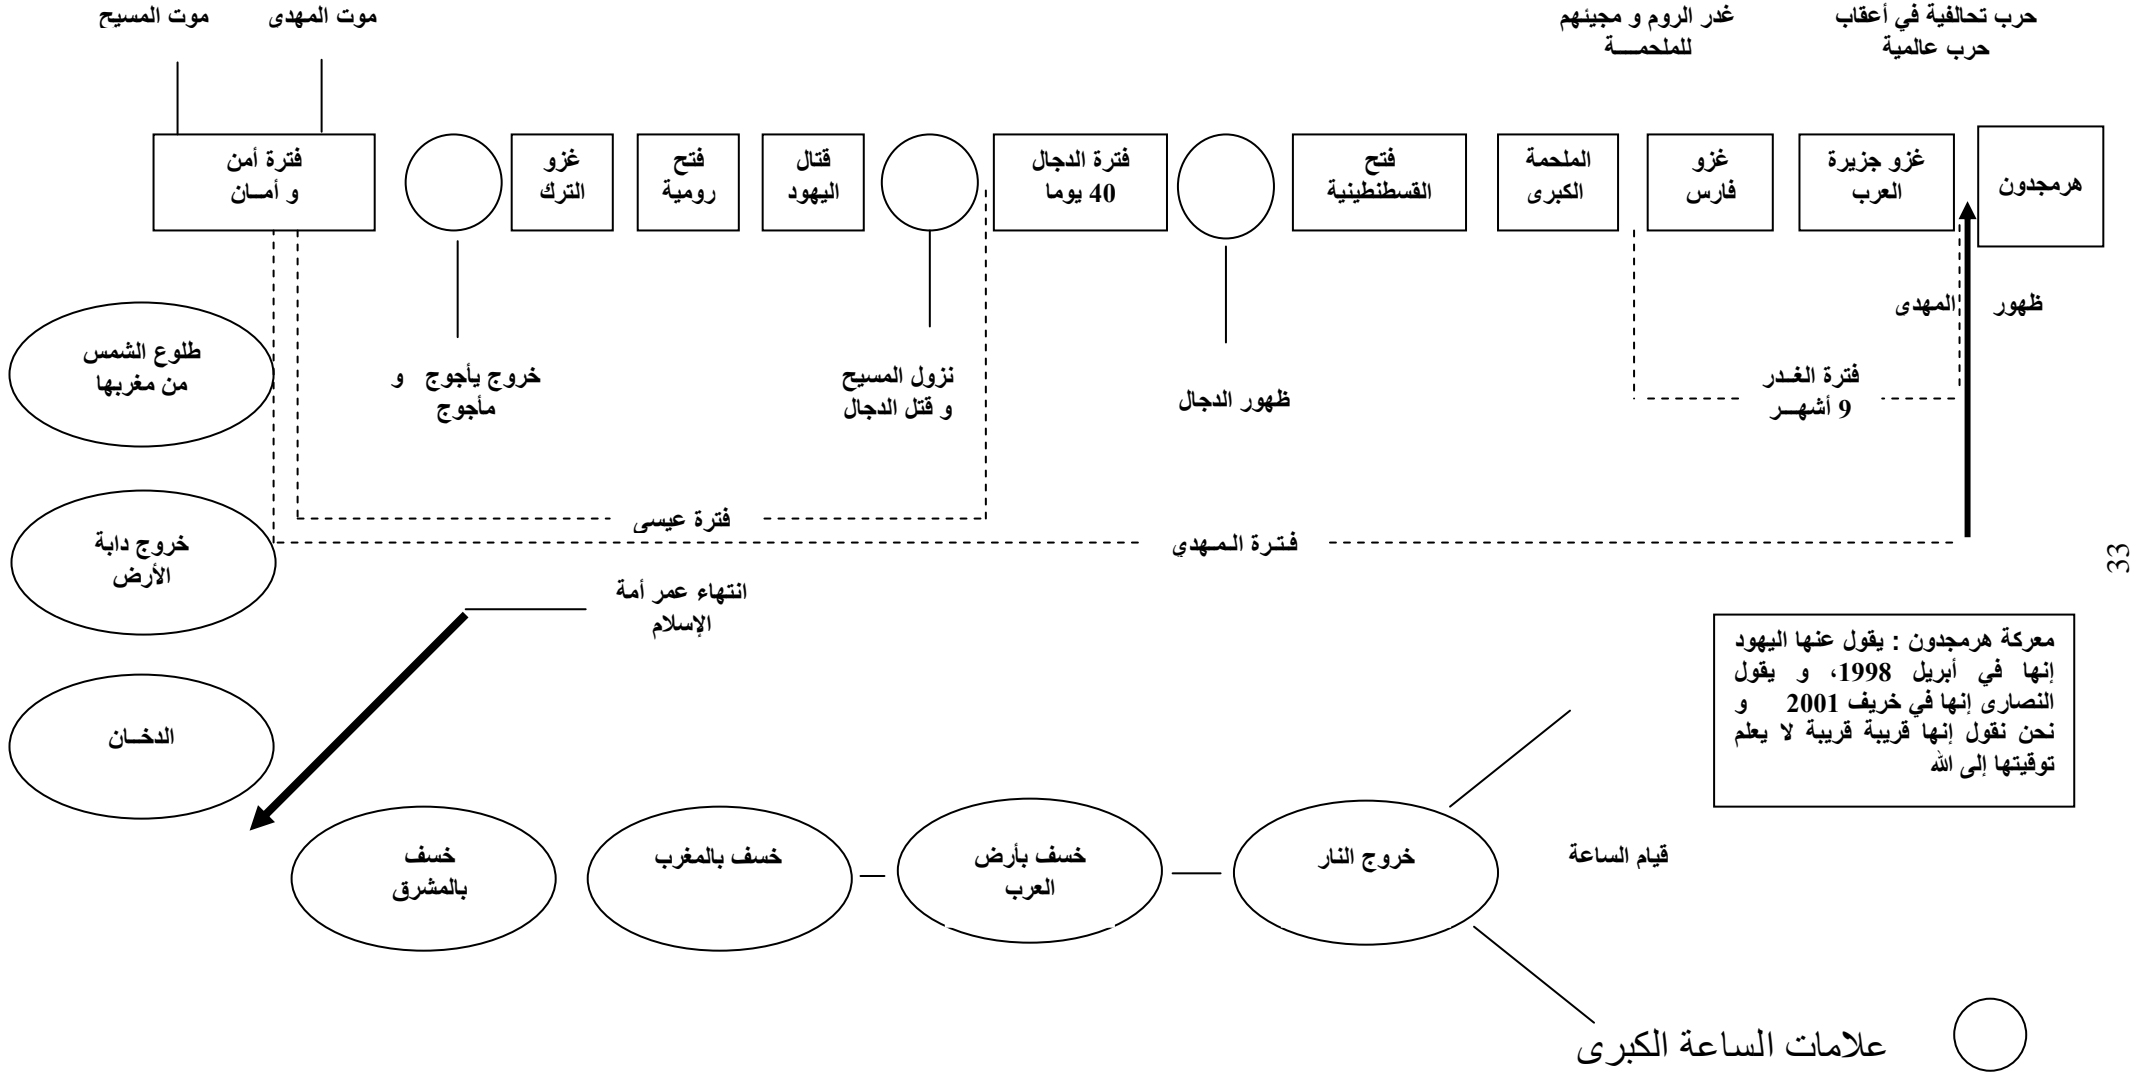 حرب تحالفية في أعقاب
حرب عالمية
غدر الروم و مجيئهم
للملحمـــة
موت المهدى
موت المسيح
هرمجدون
غزو جزيرة
العرب
غزو
فارس
الملحمة
الكبرى
فتح
القسطنطينية
فترة الدجال
40 يوما
قتال
اليهود
فتح
رومية
غزو
الترك
فترة أمن
و أمــان
ظهور المهدى
فترة الغـدر
9 أشهــر
ظهور الدجال
نزول المسيح
و قتل الدجال
خروج يأجوج و
مأجوج
طلوع الشمس
من مغربها
فترة عيسى
فـتـرة الـمـهدي
خروج دابة
الأرض
انتهاء عمر أمة
الإسلام
33
معركة هرمجدون : يقول عنها اليهود
إنها في أبريل 1998، و يقول
النصارى إنها في خريف 2001 و
نحن نقول إنها قريبة قريبة لا يعلم
توقيتها إلى الله
الدخــان
خسف
بالمشرق
خسف بالمغرب
خسف بأرض
العرب
خروج النار
قيام الساعة
علامات الساعة الكبرى